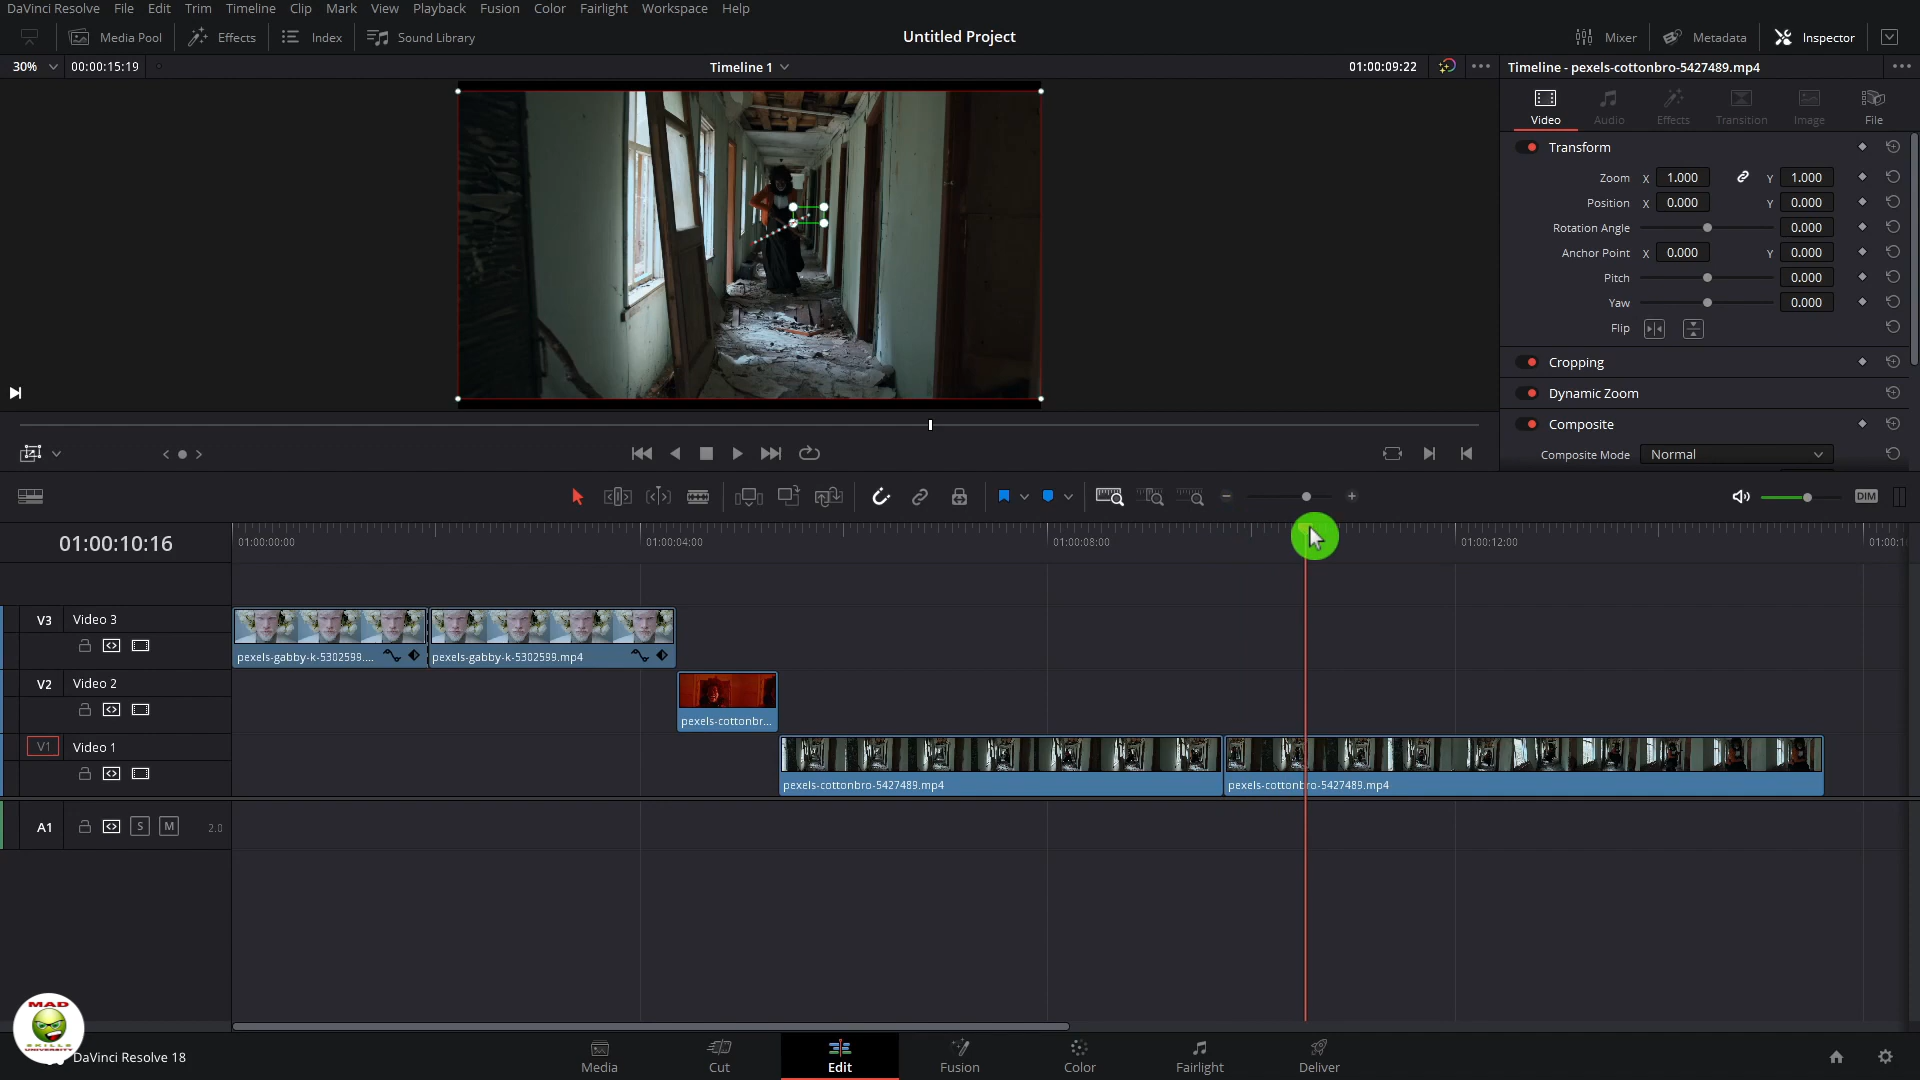 DaVinci Resolve File Edit Trim Timeline Clip Mark View Playback Fusion Color Fairlight Workspace Help
Media Pool Effects Index Sound Library Untitled Project Mixer Metadata Inspector
30% 00:00:15:19 Timeline 1 01:00:09:22 Timeline - pexels-cottonbro-5427489.mp4
Video Audio Effects Transition Image File
Transform
Zoom X 1.000 Y 1.000
Position X 0.000 Y 0.000
Rotation Angle 0.000
Anchor Point X 0.000 Y 0.000
Pitch 0.000
Yaw 0.000
Flip
Cropping
Dynamic Zoom
Composite
Composite Mode Normal
DIM
01:00:10:16 01:00:00:00 01:00:04:00 01:00:08:00 01:00:12:00
V3 Video 3
pexels-gabby-k-5302599.... pexels-gabby-k-5302599.mp4
V2 Video 2
pexels-cottonbr...
V1 Video 1
pexels-cottonbro-5427489.mp4 pexels-cottonbro-5427489.mp4
A1 S M 2.0
MAD
SKILLS
UNIVERSITY
DaVinci Resolve 18
Media Cut Edit Fusion Color Fairlight Deliver